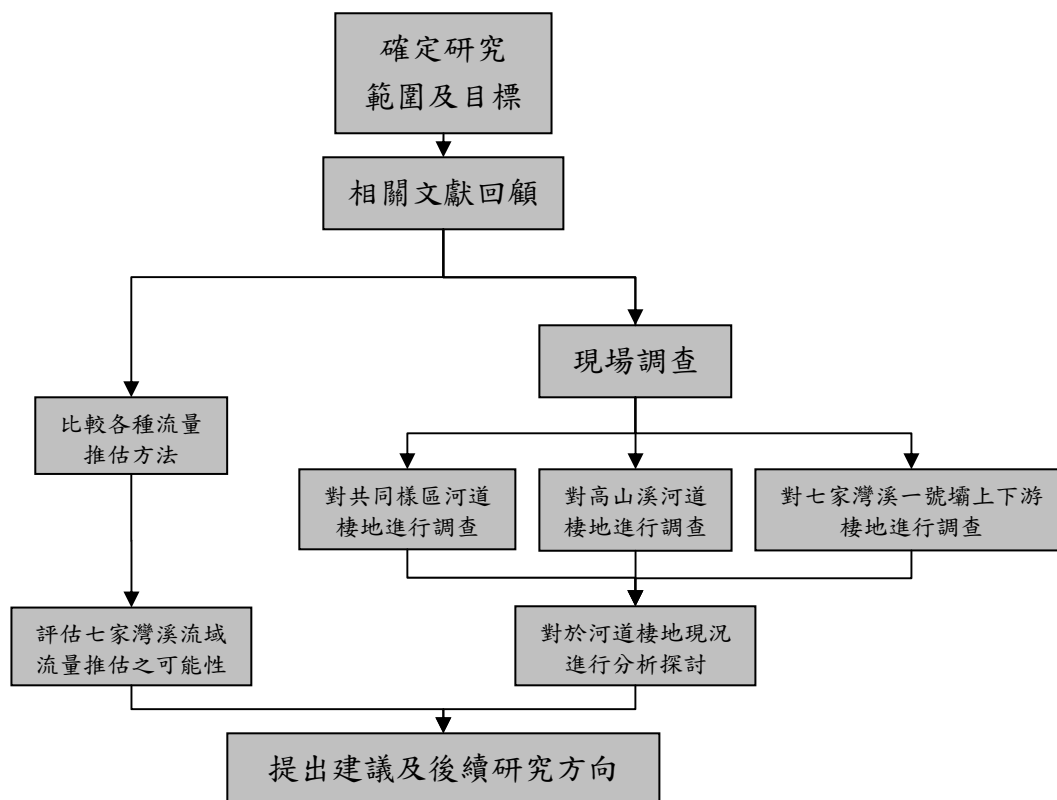 確定研究
範圍及目標
相關文獻回顧
現場調查
比較各種流量
推估方法
對共同樣區河道
棲地進行調查
對高山溪河道
棲地進行調查
對七家灣溪一號壩上下游
棲地進行調查
評估七家灣溪流域
流量推估之可能性
對於河道棲地現況
進行分析探討
提出建議及後續研究方向